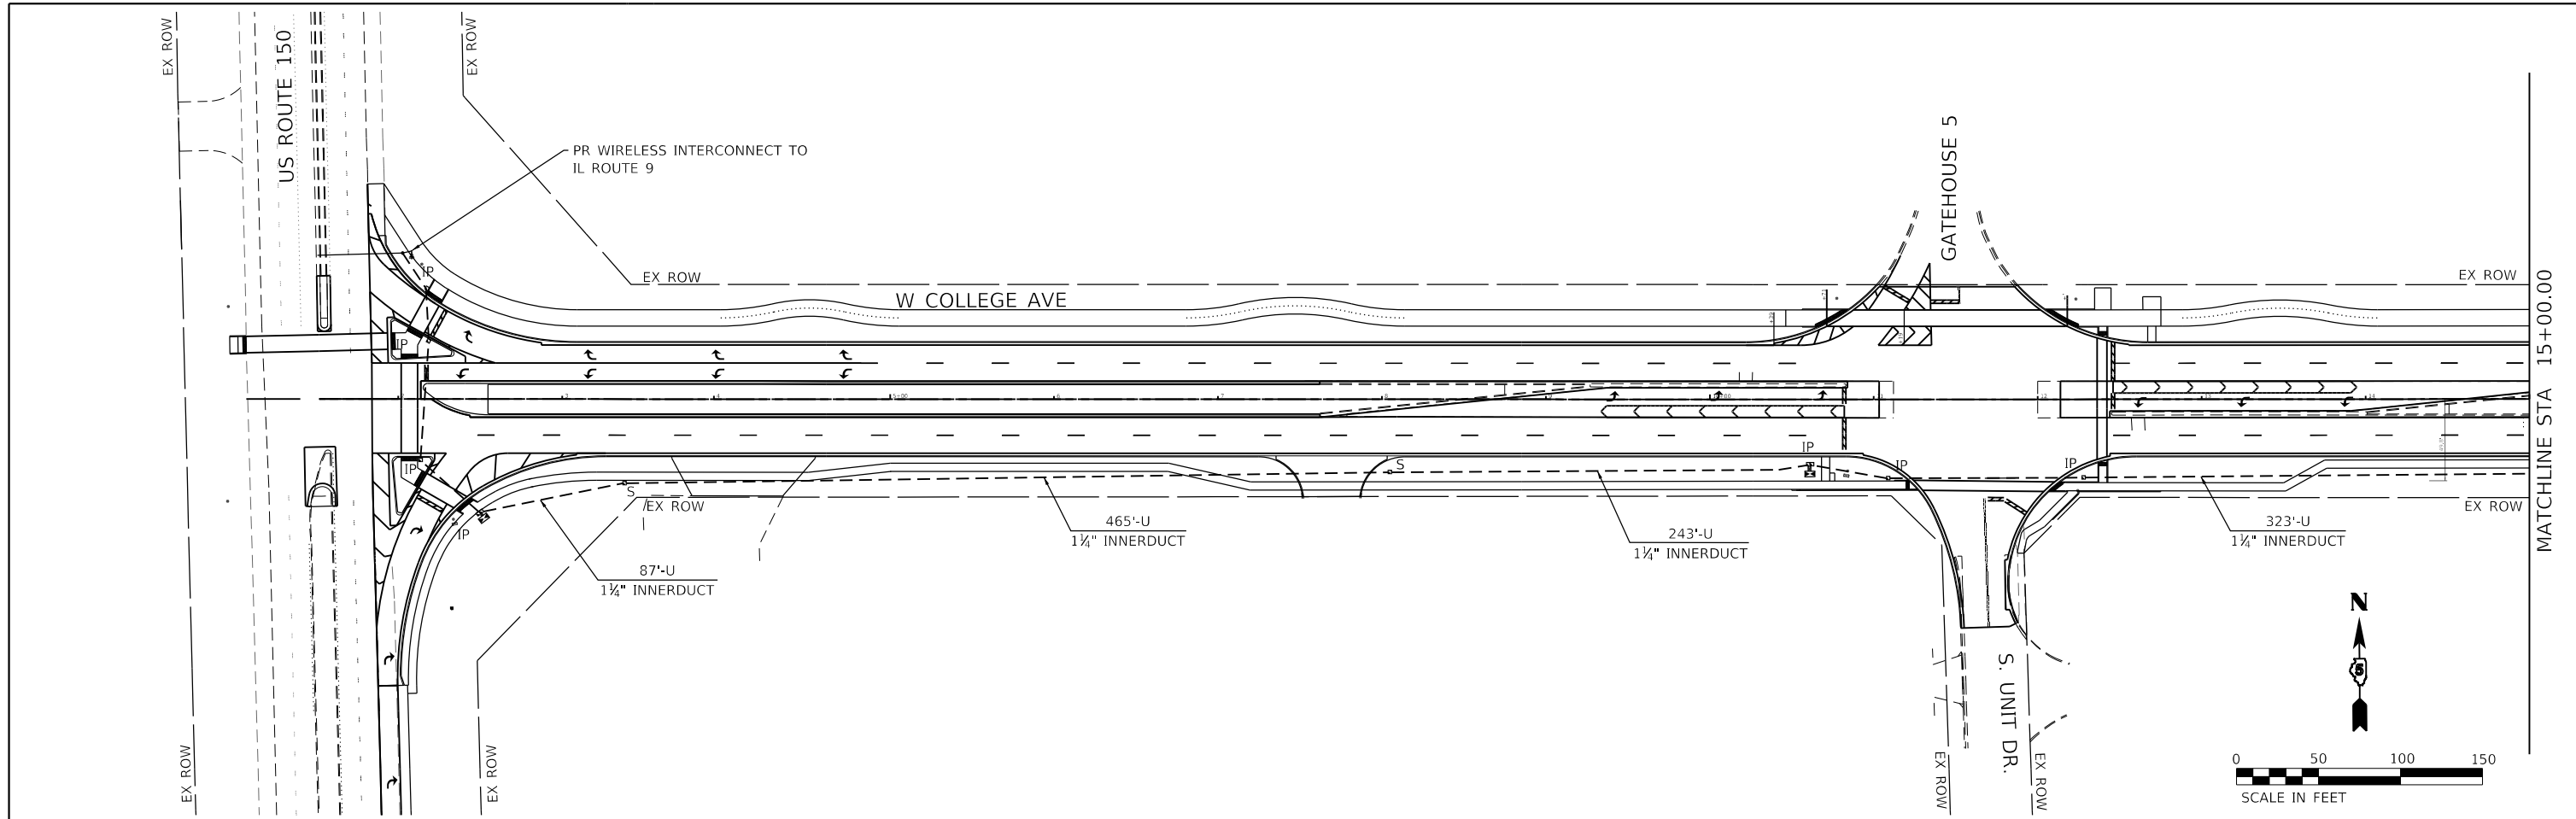 EX ROW
US ROUTE 150
EX ROW
PR WIRELESS INTERCONNECT TO
IL ROUTE 9
GATEHOUSE 5
IP
EX ROW
W COLLEGE AVE
EX ROW
MATCHLINE STA 15+00.00
IP
IP
S
EX ROW
IP
S
IP
IP
IP
EX ROW
465'-U
1¼" INNERDUCT
243'-U
1¼" INNERDUCT
323'-U
1¼" INNERDUCT
87'-U
1¼" INNERDUCT
N
5
S. UNIT DR.
EX ROW
EX ROW
EX ROW
EX ROW
0 50 100 150
SCALE IN FEET